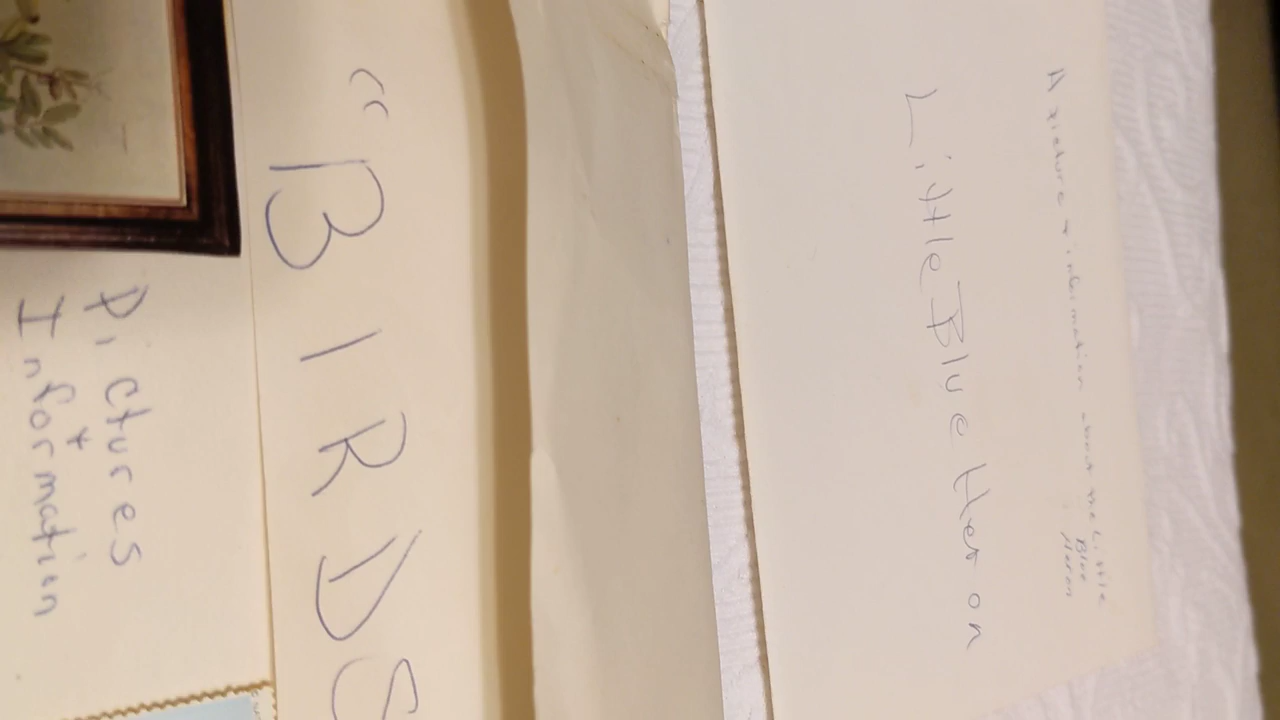 A picture + information about the Little
Blue
Heron
Little Blue Heron
"BIRDS
Pictures
+
Information